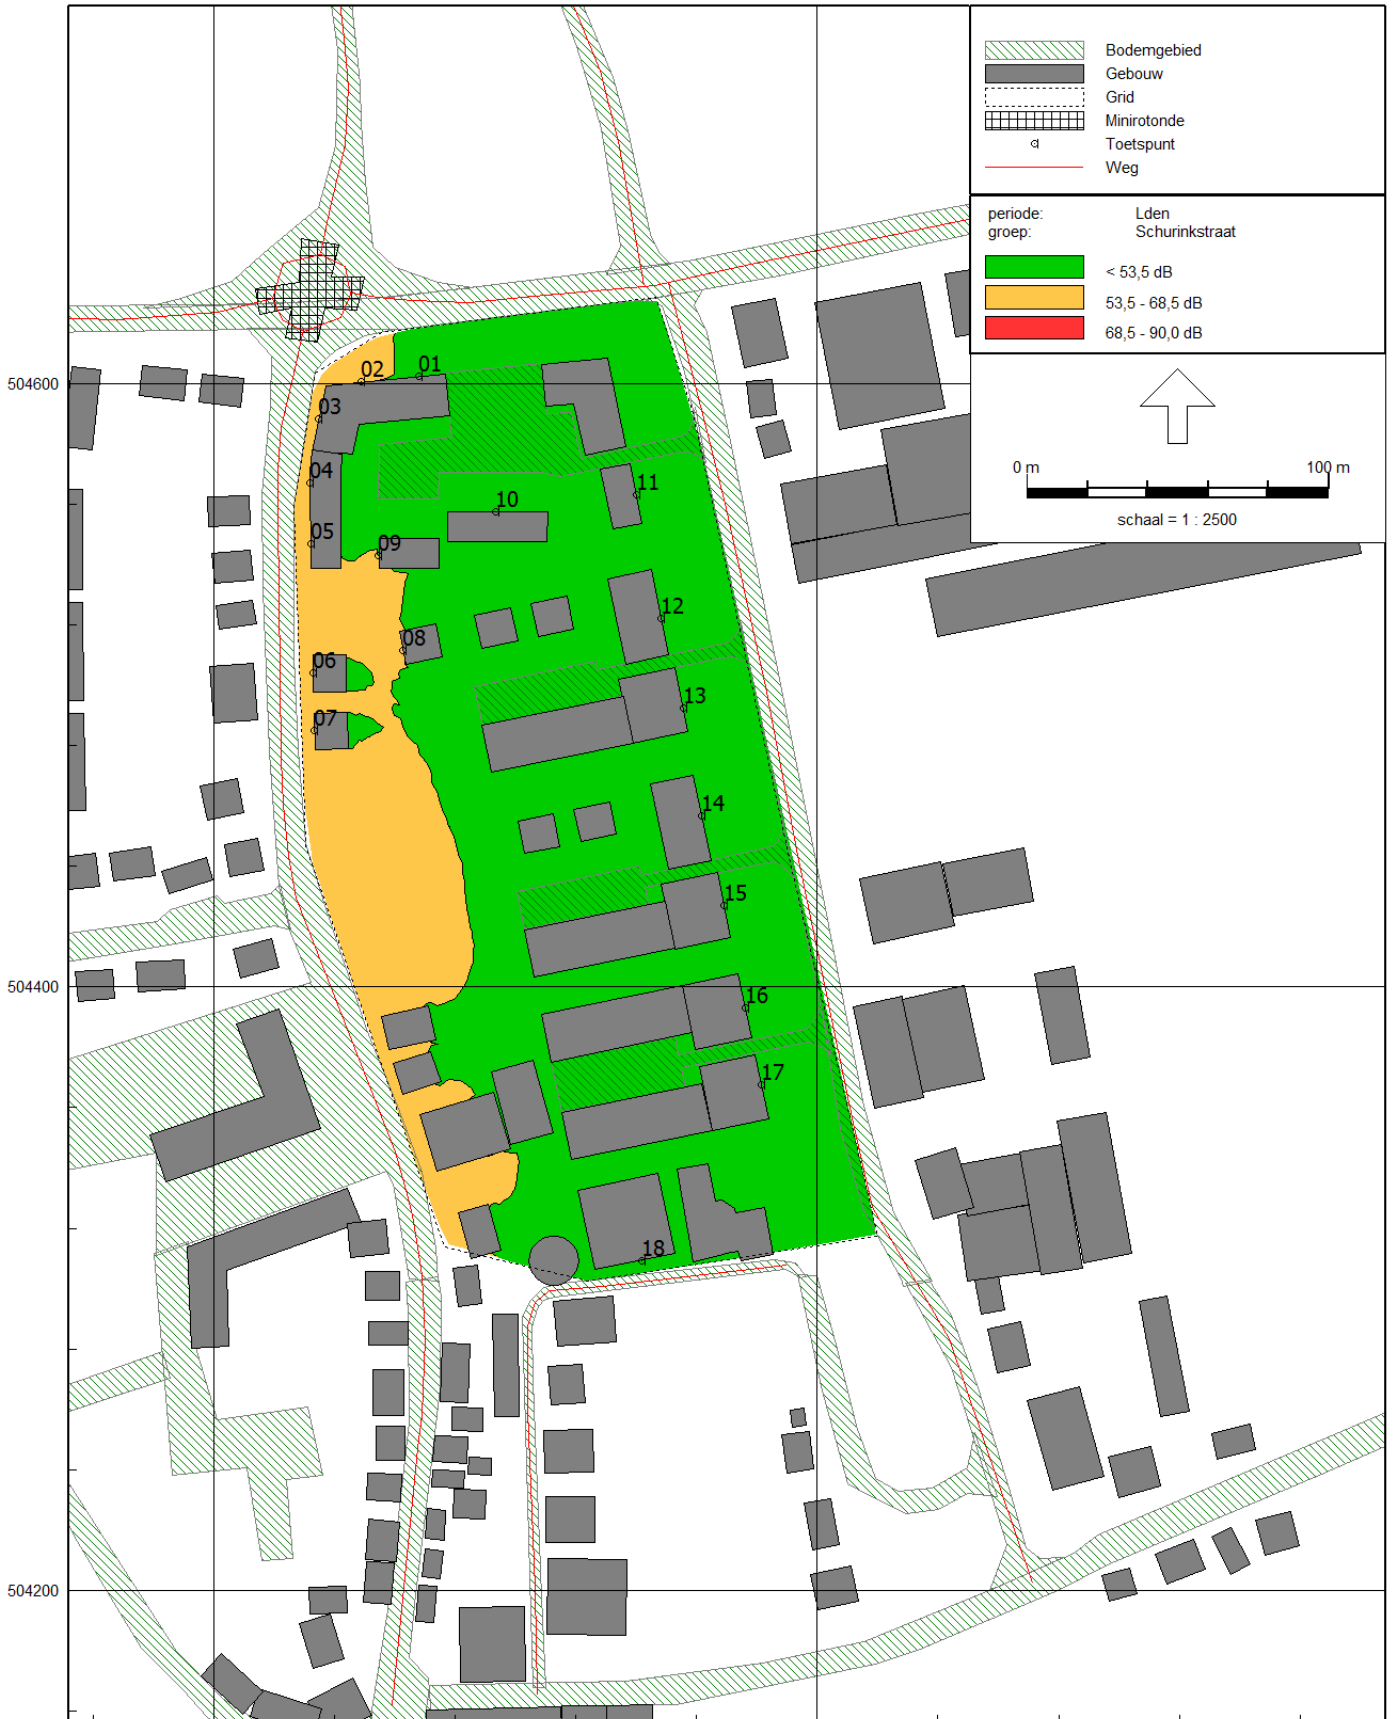 Bodemgebied
Gebouw
Grid
Minirotonde
Toetspunt
Weg
periode: Lden
groep: Schurinkstraat
< 53,5 dB
53,5 - 68,5 dB
68,5 - 90,0 dB
0 m 100 m
schaal = 1 : 2500
504600
504400
504200
01
02
03
04
05
06
07
08
09
10
11
12
13
14
15
16
17
18